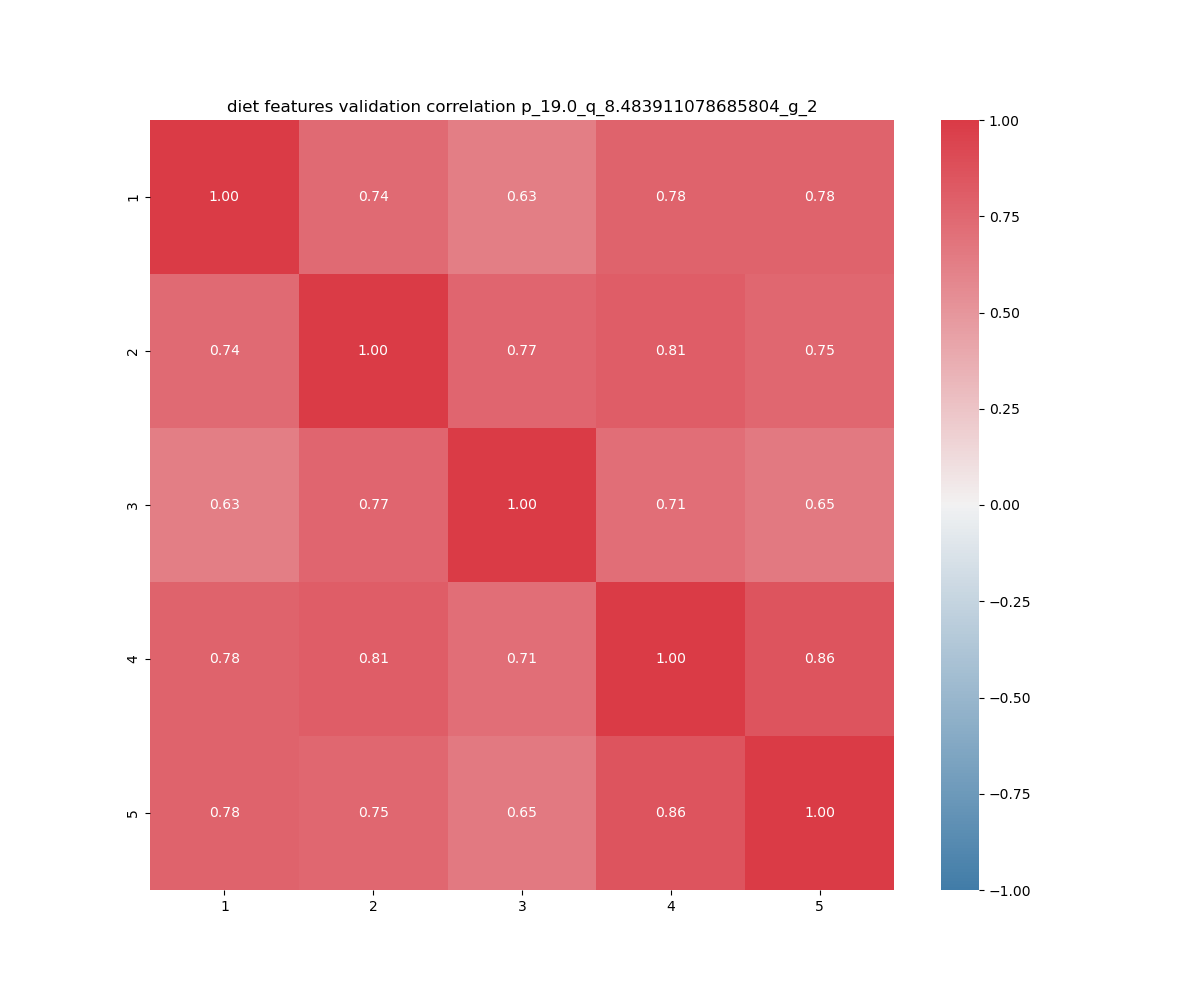 diet features validation correlation p_19.0_q_8.483911078685804_g_2
1 1.00 0.74 0.63 0.78 0.78
2 0.74 1.00 0.77 0.81 0.75
3 0.63 0.77 1.00 0.71 0.65
4 0.78 0.81 0.71 1.00 0.86
5 0.78 0.75 0.65 0.86 1.00
1 2 3 4 5
1.00
0.75
0.50
0.25
0.00
−0.25
−0.50
−0.75
−1.00